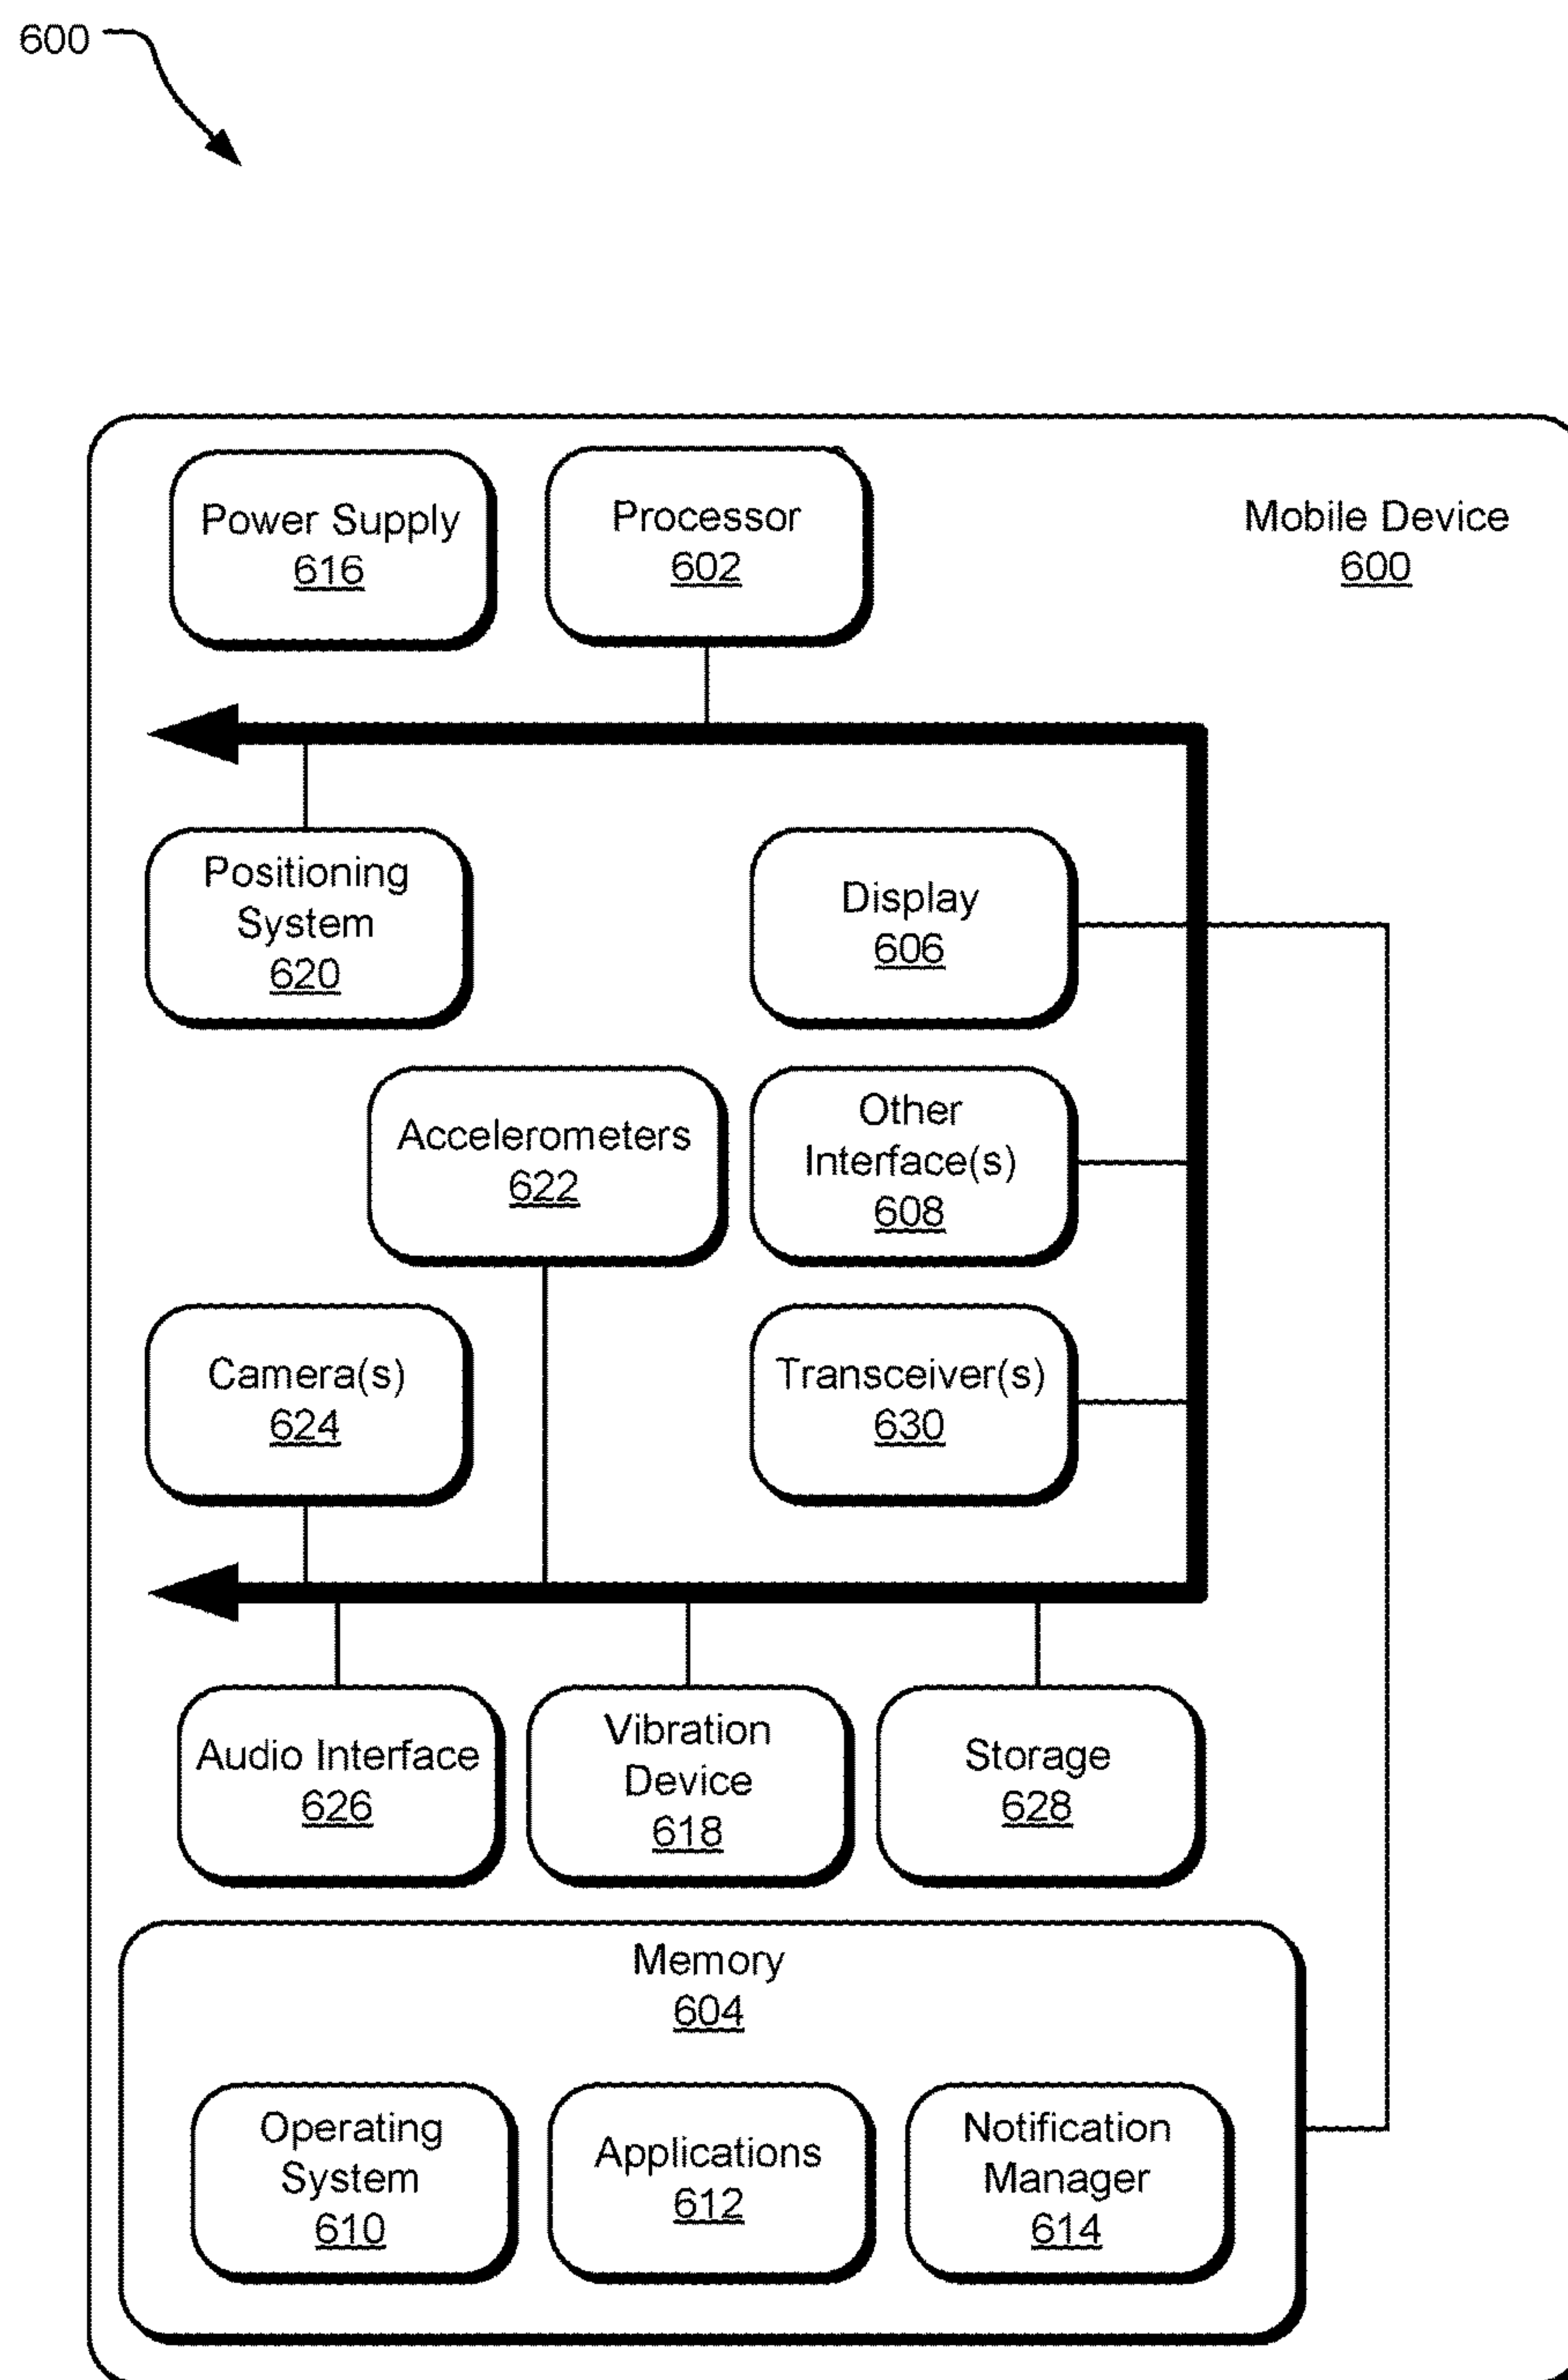 600
Power Supply
616
Processor
602
Mobile Device
600
Positioning
System
620
Display
606
Accelerometers
622
Other
Interface(s)
608
Camera(s)
624
Transceiver(s)
630
Audio Interface
626
Vibration
Device
618
Storage
628
Memory
604
Operating
System
610
Applications
612
Notification
Manager
614